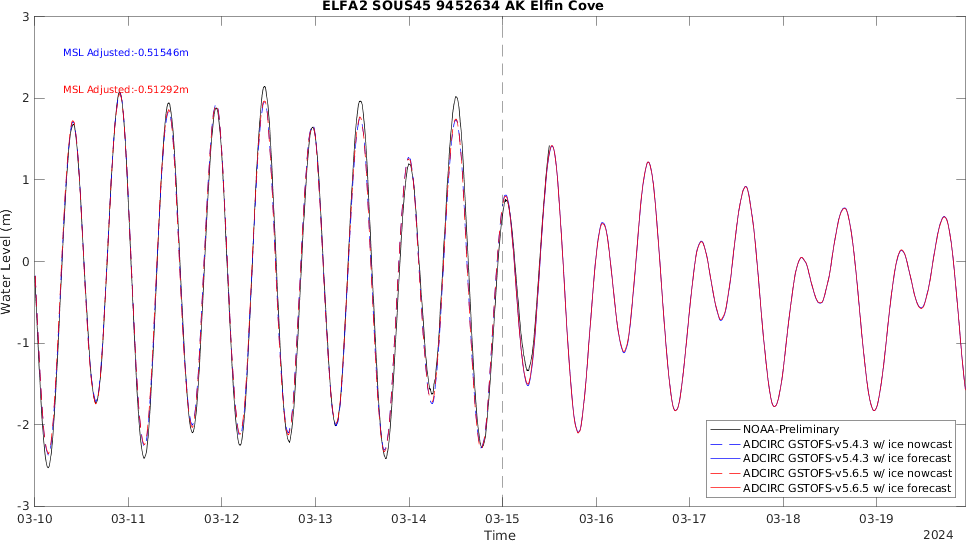 ELFA2 SOUS45 9452634 AK Elfin Cove
MSL Adjusted:-0.51546m
MSL Adjusted:-0.51292m
Water Level (m)
3
2
1
0
-1
-2
-3
03-10
03-11
03-12
03-13
03-14
03-15
03-16
03-17
03-18
03-19
Time
2024
NOAA-Preliminary
ADCIRC GSTOFS-v5.4.3 w/ ice nowcast
ADCIRC GSTOFS-v5.4.3 w/ ice forecast
ADCIRC GSTOFS-v5.6.5 w/ ice nowcast
ADCIRC GSTOFS-v5.6.5 w/ ice forecast